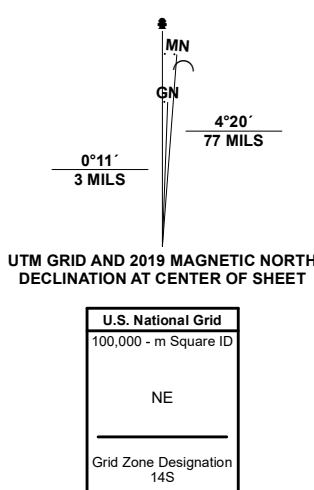 MN
GN
4°20´
77 MILS
0°11´
3 MILS
UTM GRID AND 2019 MAGNETIC NORTH
DECLINATION AT CENTER OF SHEET
U.S. National Grid
100,000 - m Square ID
NE
Grid Zone Designation
14S